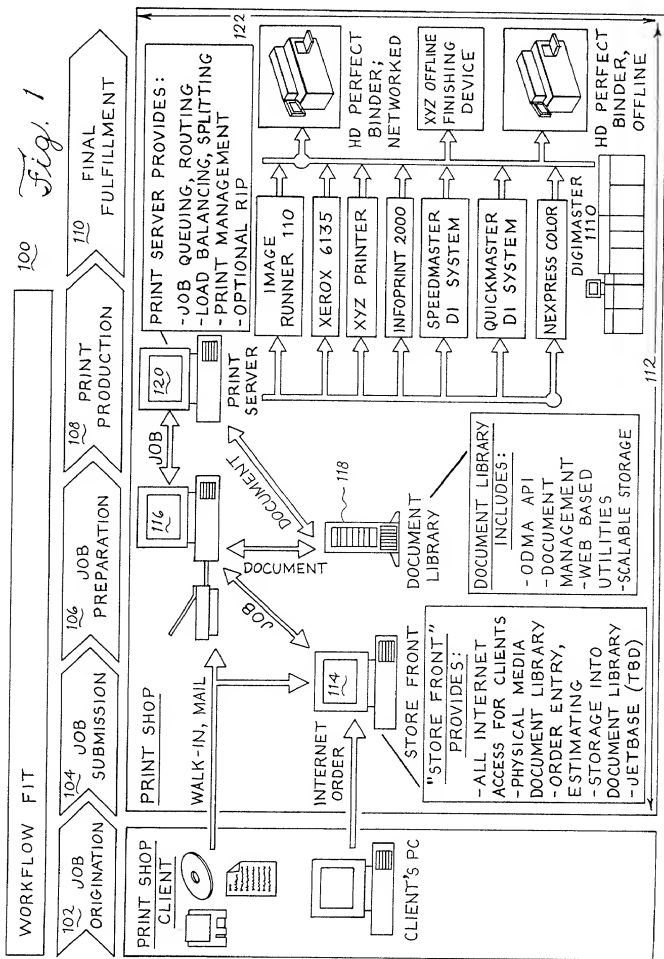 WORKFLOW FIT
100
Fig. 1
102 JOB
ORIGINATION
104 JOB
SUBMISSION
106 JOB
PREPARATION
108 PRINT
PRODUCTION
110 FINAL
FULFILLMENT
PRINT SHOP
CLIENT
CLIENT'S PC
PRINT SHOP
WALK-IN, MAIL
INTERNET
ORDER
114
STORE FRONT
"STORE FRONT"
PROVIDES:
-ALL INTERNET
ACCESS FOR CLIENTS
-PHYSICAL MEDIA
DOCUMENT LIBRARY
-ORDER ENTRY,
ESTIMATING
-STORAGE INTO
DOCUMENT LIBRARY
-JETBASE (TBD)
JOB
116
JOB
DOCUMENT
DOCUMENT
118
DOCUMENT
LIBRARY
DOCUMENT LIBRARY
INCLUDES:
-ODMA API
-DOCUMENT
MANAGEMENT
-WEB BASED
UTILITIES
-SCALABLE STORAGE
120
PRINT
SERVER
PRINT SERVER PROVIDES:
-JOB QUEUING, ROUTING
-LOAD BALANCING, SPLITTING
-PRINT MANAGEMENT
-OPTIONAL RIP
122
IMAGE
RUNNER 110
XEROX 6135
XYZ PRINTER
INFOPRINT 2000
SPEEDMASTER
DI SYSTEM
QUICKMASTER
DI SYSTEM
NEXPRESS COLOR
DIGIMASTER
1110
HD PERFECT
BINDER;
NETWORKED
XYZ OFFLINE
FINISHING
DEVICE
HD PERFECT
BINDER,
OFFLINE
112